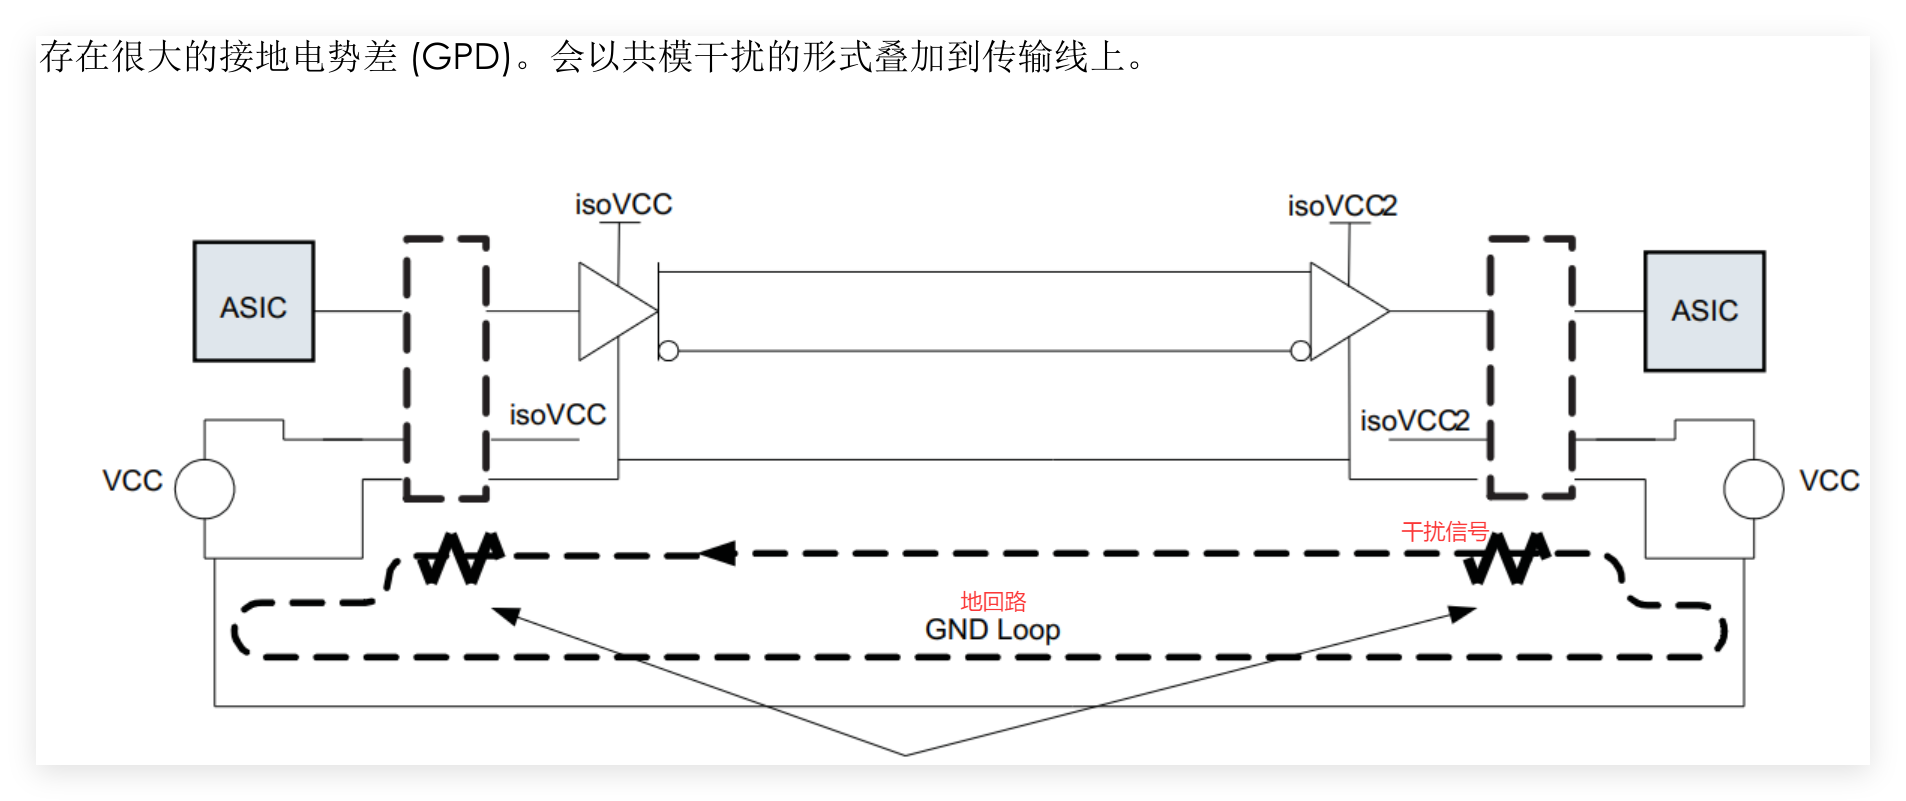 存在很大的接地电势差 (GPD)。会以共模干扰的形式叠加到传输线上。
isoVCC
isoVCC2
ASIC
ASIC
isoVCC
isoVCC2
VCC
VCC
干扰信号
地回路
GND Loop